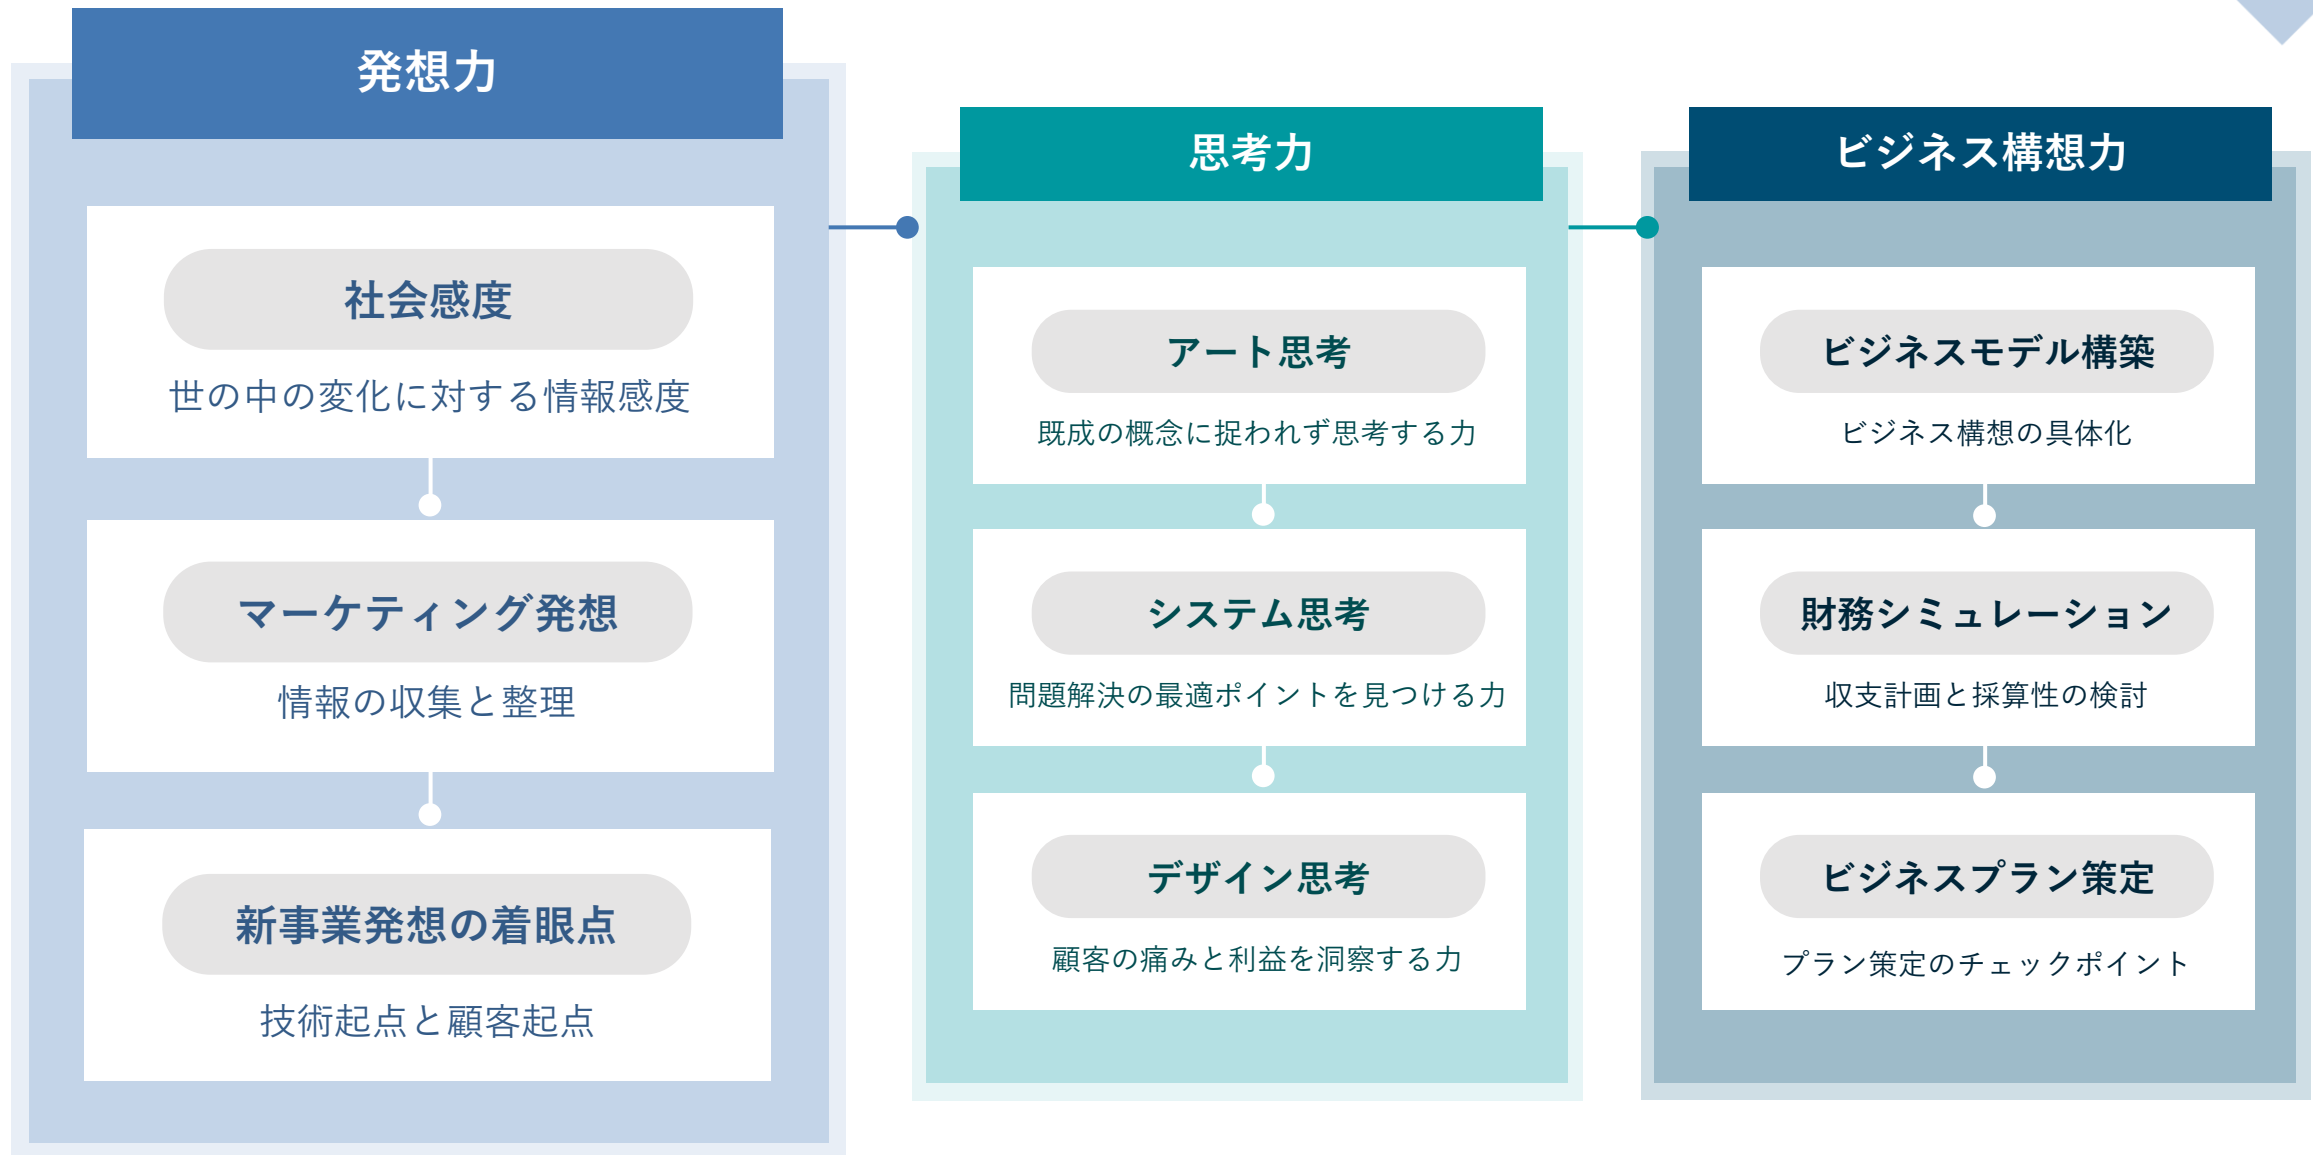 発想力
社会感度
世の中の変化に対する情報感度
マーケティング発想
情報の収集と整理
新事業発想の着眼点
技術起点と顧客起点
思考力
アート思考
既成の概念に捉われず思考する力
システム思考
問題解決の最適ポイントを見つける力
デザイン思考
顧客の痛みと利益を洞察する力
ビジネス構想力
ビジネスモデル構築
ビジネス構想の具体化
財務シミュレーション
収支計画と採算性の検討
ビジネスプラン策定
プラン策定のチェックポイント